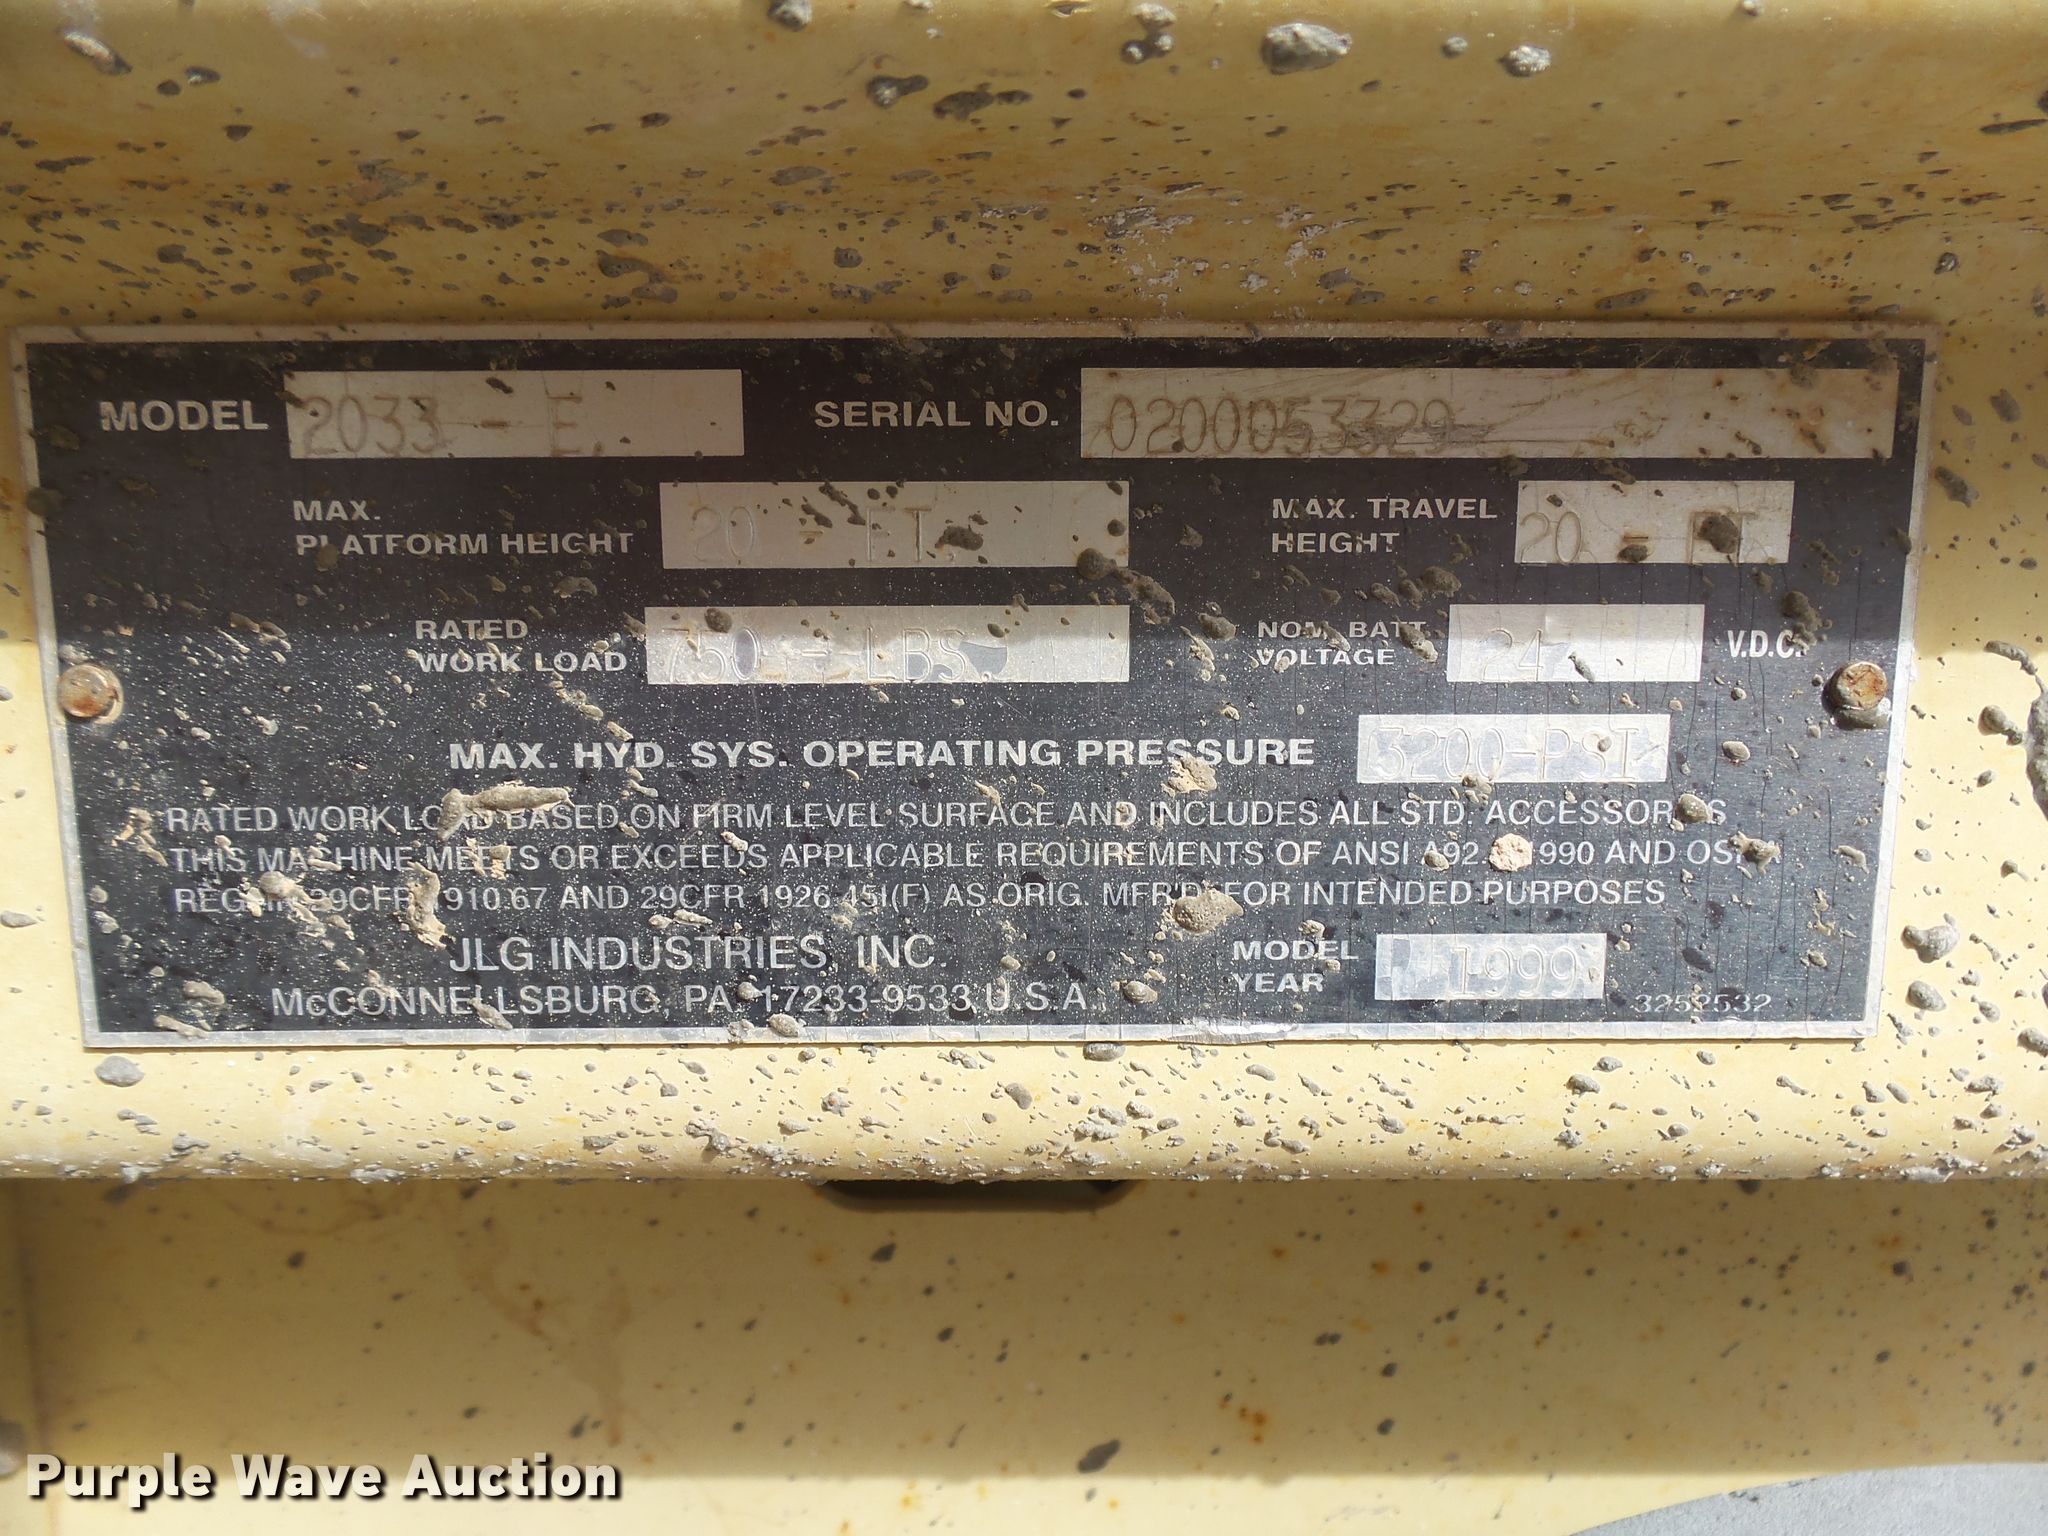 MODEL 2033 - E. SERIAL NO. 0200053329
MAX. PLATFORM HEIGHT 20 - FT. MAX. TRAVEL HEIGHT 20 - FT
RATED WORK LOAD 750 - LBS. NOM. BATT. VOLTAGE 24 V.D.C.
MAX. HYD. SYS. OPERATING PRESSURE 3200-PSI
RATED WORK LOAD BASED ON FIRM LEVEL SURFACE AND INCLUDES ALL STD. ACCESSORIES
THIS MACHINE MEETS OR EXCEEDS APPLICABLE REQUIREMENTS OF ANSI AND
29CFR 1910.67 AND 29CFR 1926.451(F) AS ORIG. MFR'D. FOR INTENDED PURPOSES
JLG INDUSTRIES, INC. MODEL YEAR 1999
McCONNELLSBURG, PA. 17233-9533 U.S.A. 3252532
Purple Wave Auction